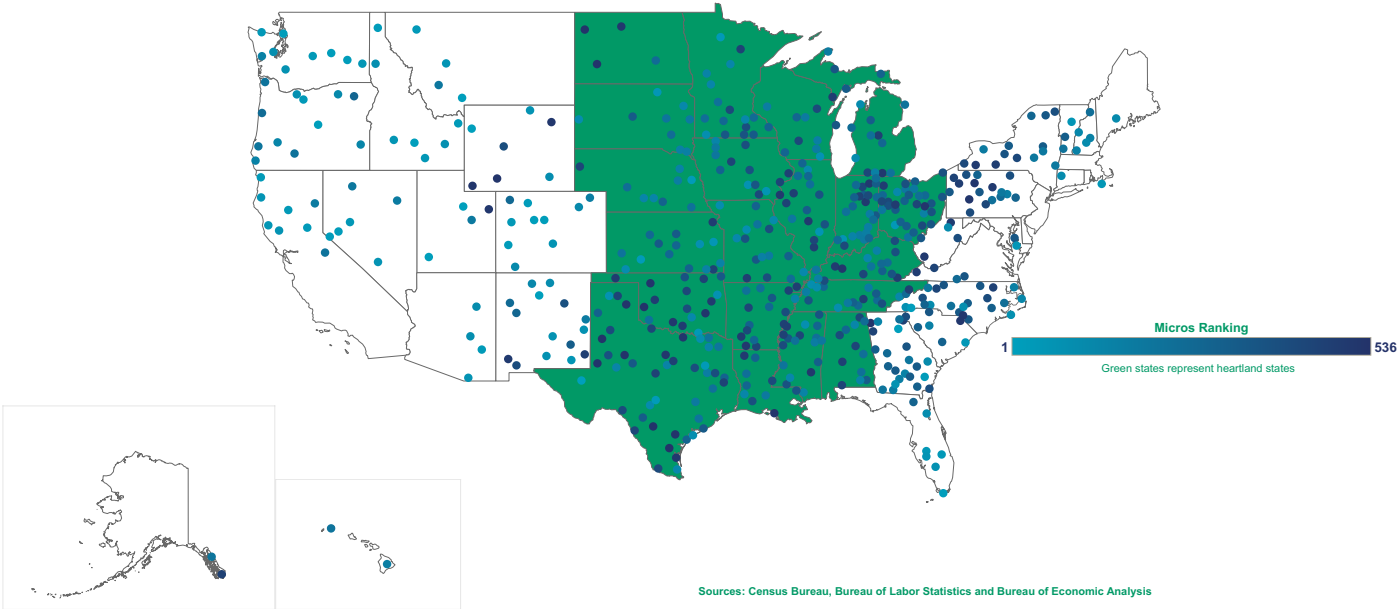 Micros Ranking
1
536
Green states represent heartland states
Sources: Census Bureau, Bureau of Labor Statistics and Bureau of Economic Analysis